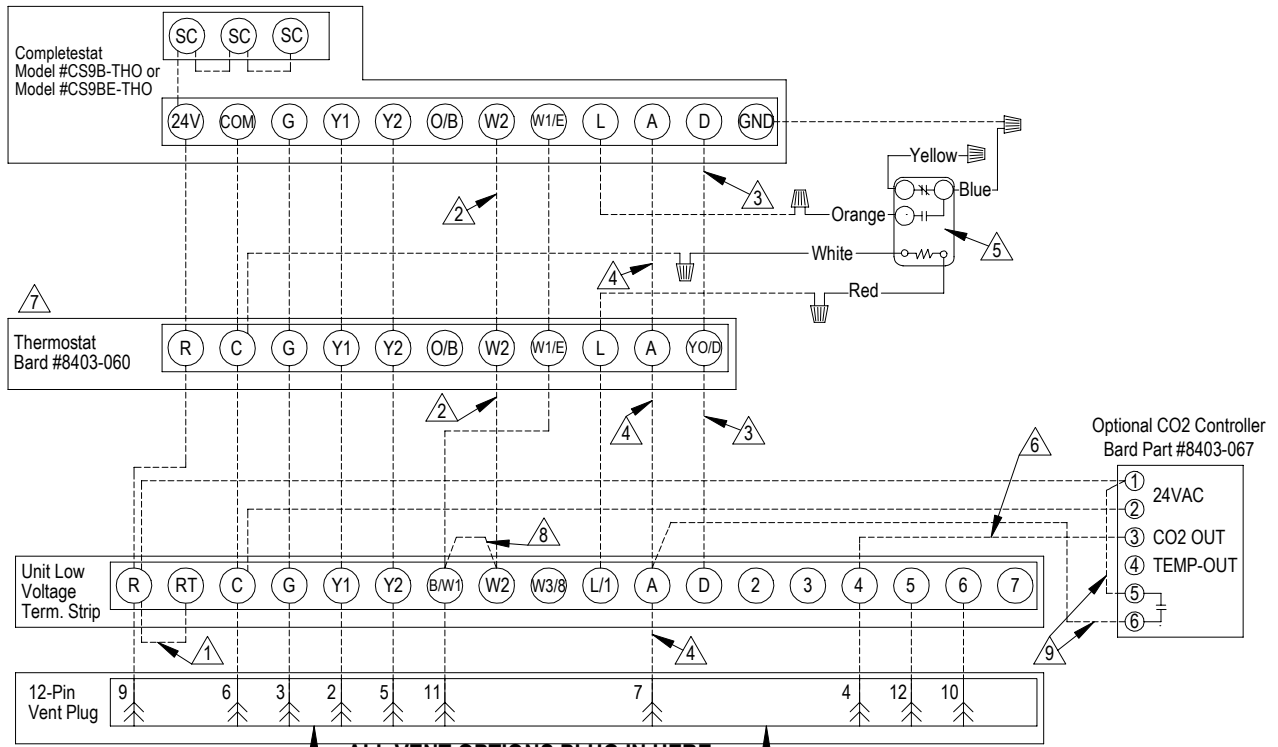 SC SC SC
Completestat
Model #CS9B-THO or
Model #CS9BE-THO
24V COM G Y1 Y2 O/B W2 W1/E L A D GND
Yellow
Blue
2
3
Orange
5
White
4
Red
7
Thermostat
Bard #8403-060
R C G Y1 Y2 O/B W2 W1/E L A YO/D
2
4
3
6
Optional CO2 Controller
Bard Part #8403-067
1
24VAC
2
3 CO2 OUT
4 TEMP-OUT
5
6
8
Unit Low
Voltage
Term. Strip
R RT C G Y1 Y2 B/W1 W2 W3/8 L/1 A D 2 3 4 5 6 7
1
4
9
12-Pin
Vent Plug
9 6 3 2 5 11 7 4 12 10
ALL VENT OPTIONS PLUG IN HERE